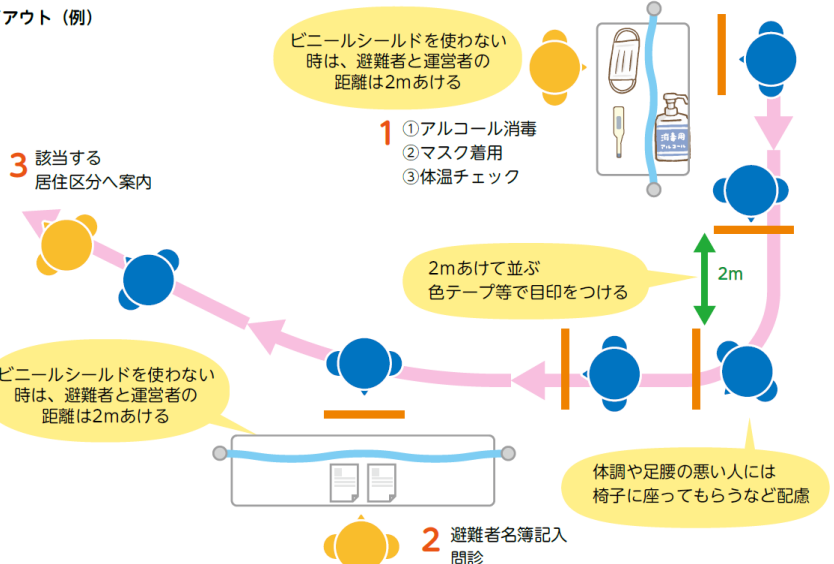 アウト（例）
ビニールシールドを使わない
時は、避難者と運営者の
距離は2mあける
1
①アルコール消毒
②マスク着用
③体温チェック
消毒用
アルコール
3
該当する
居住区分へ案内
2mあけて並ぶ
色テープ等で目印をつける
2m
ビニールシールドを使わない
時は、避難者と運営者の
距離は2mあける
体調や足腰の悪い人には
椅子に座ってもらうなど配慮
2
避難者名簿記入
問診